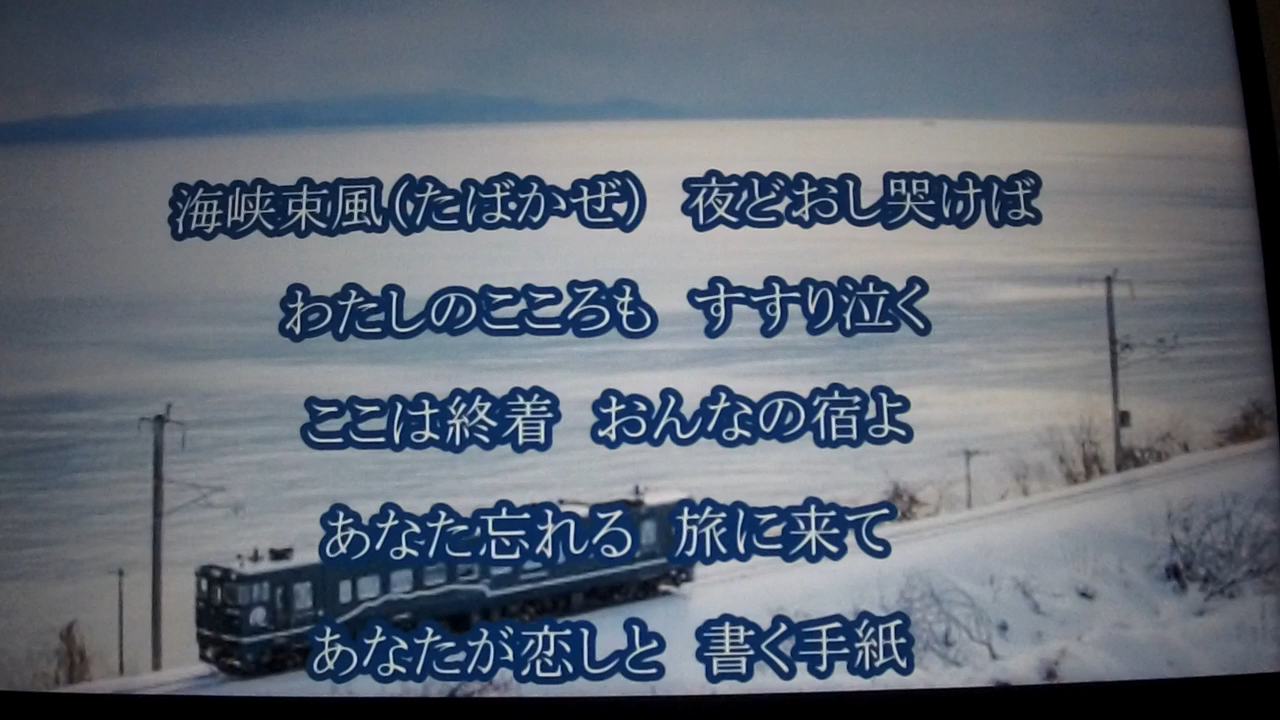 海峡束風(たばかぜ) 夜どおし哭けば
わたしのこころも すすり泣く
ここは終着 おんなの宿よ
あなた忘れる 旅に来て
あなたが恋しと 書く手紙